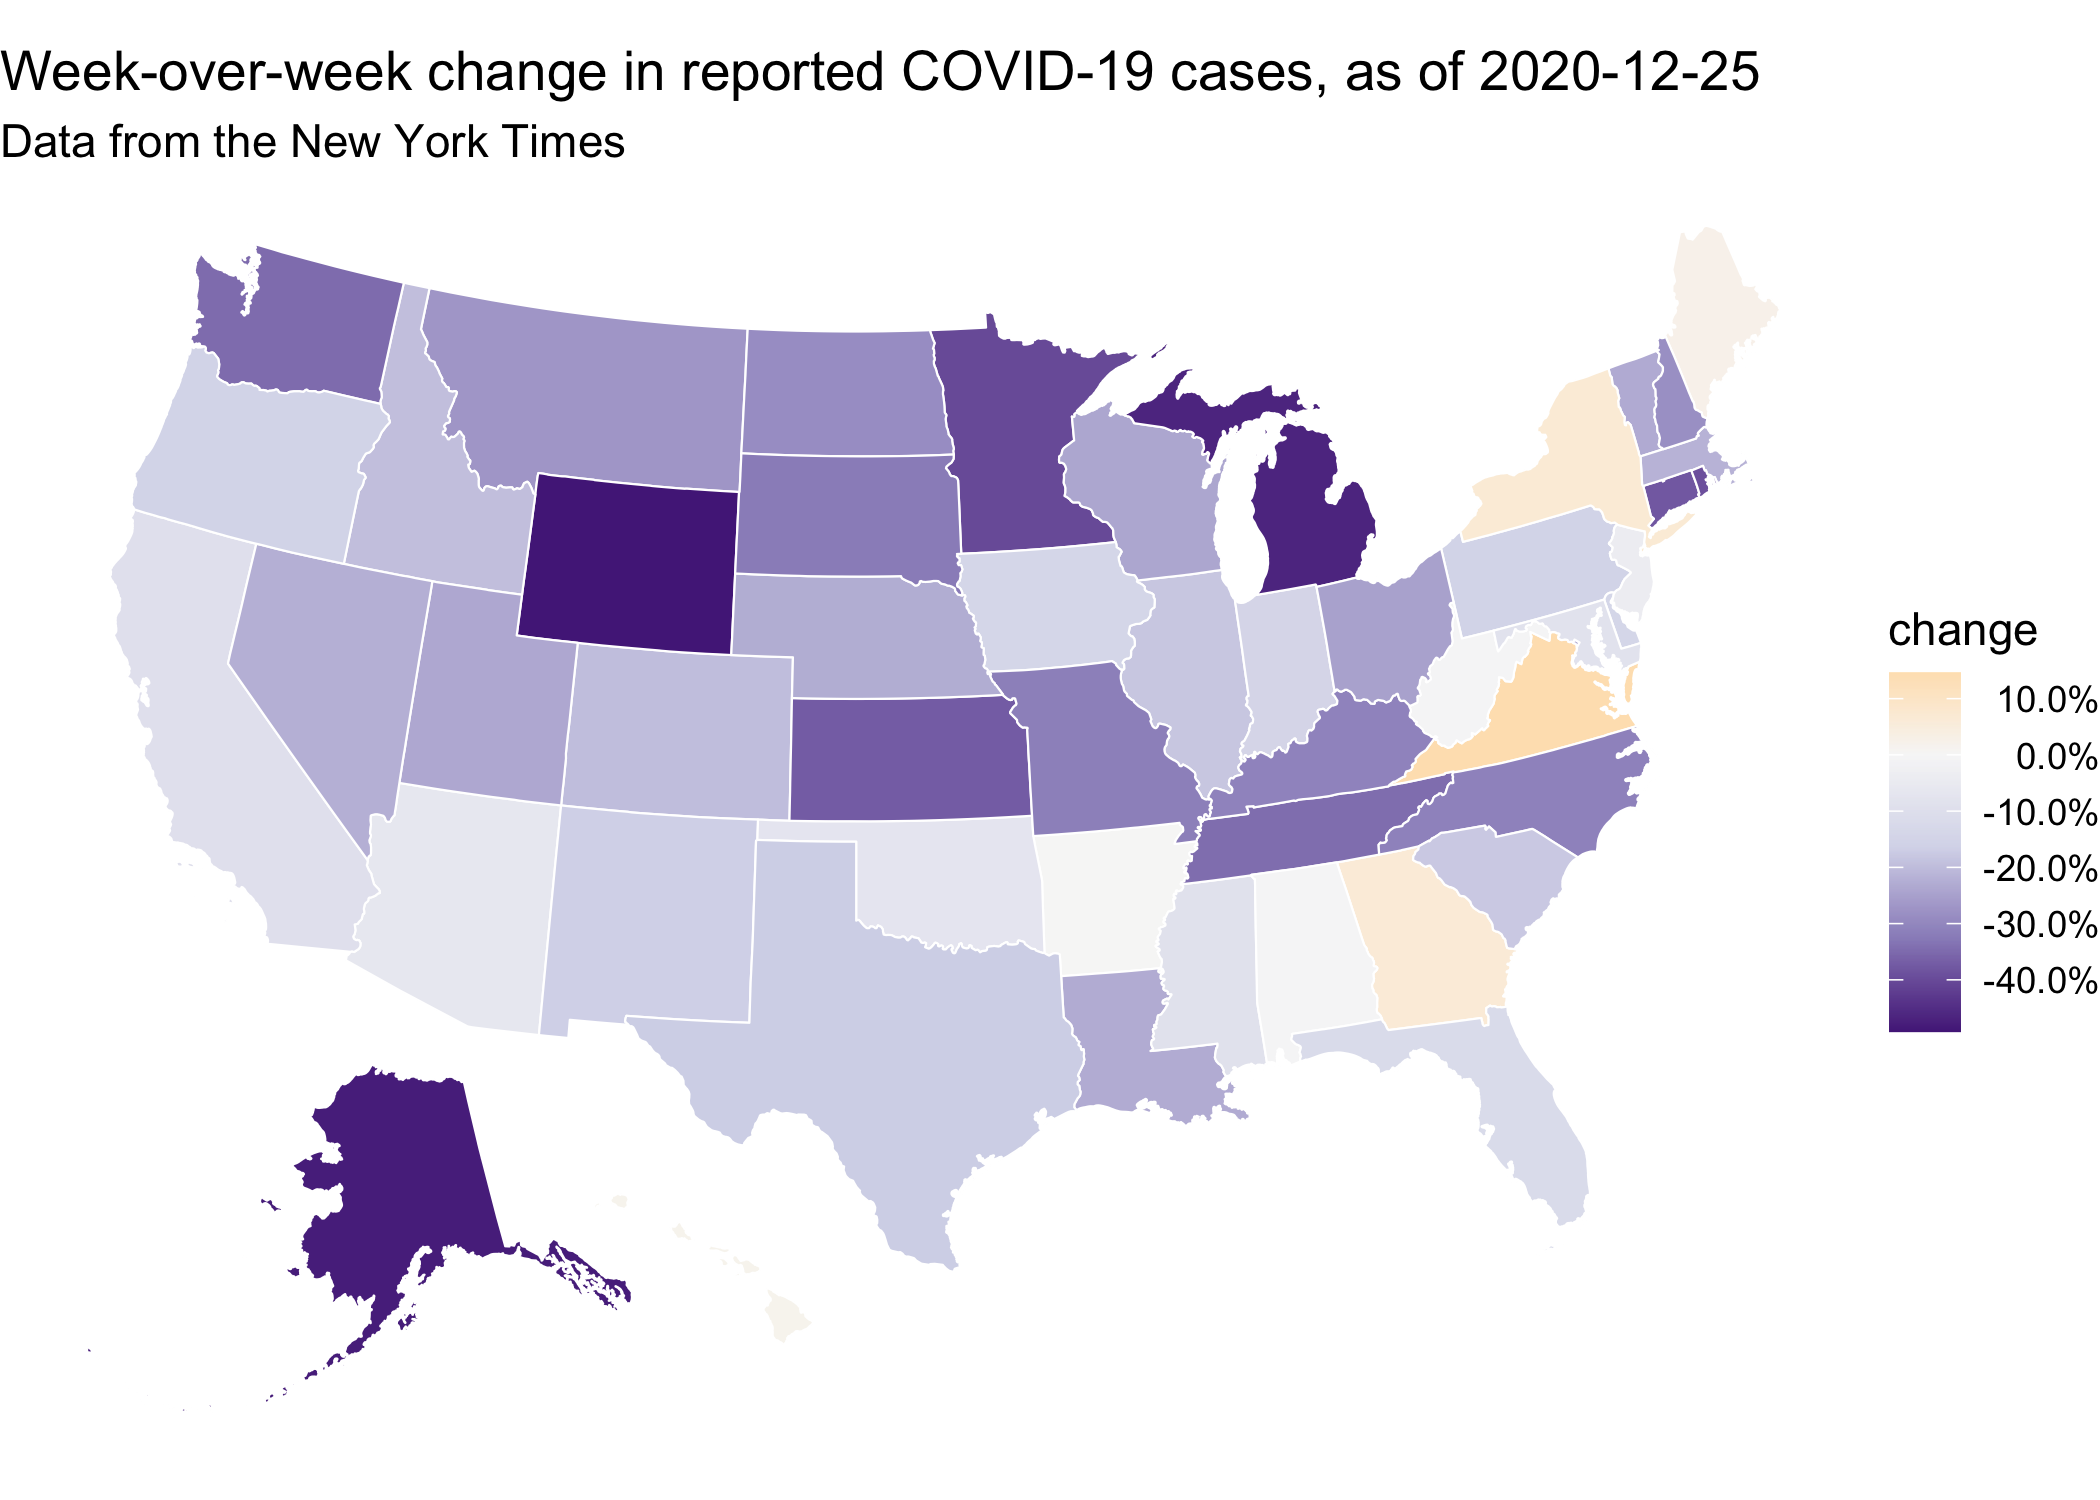 Week-over-week change in reported COVID-19 cases, as of 2020-12-25
Data from the New York Times
change
10.0%
0.0%
-10.0%
-20.0%
-30.0%
-40.0%